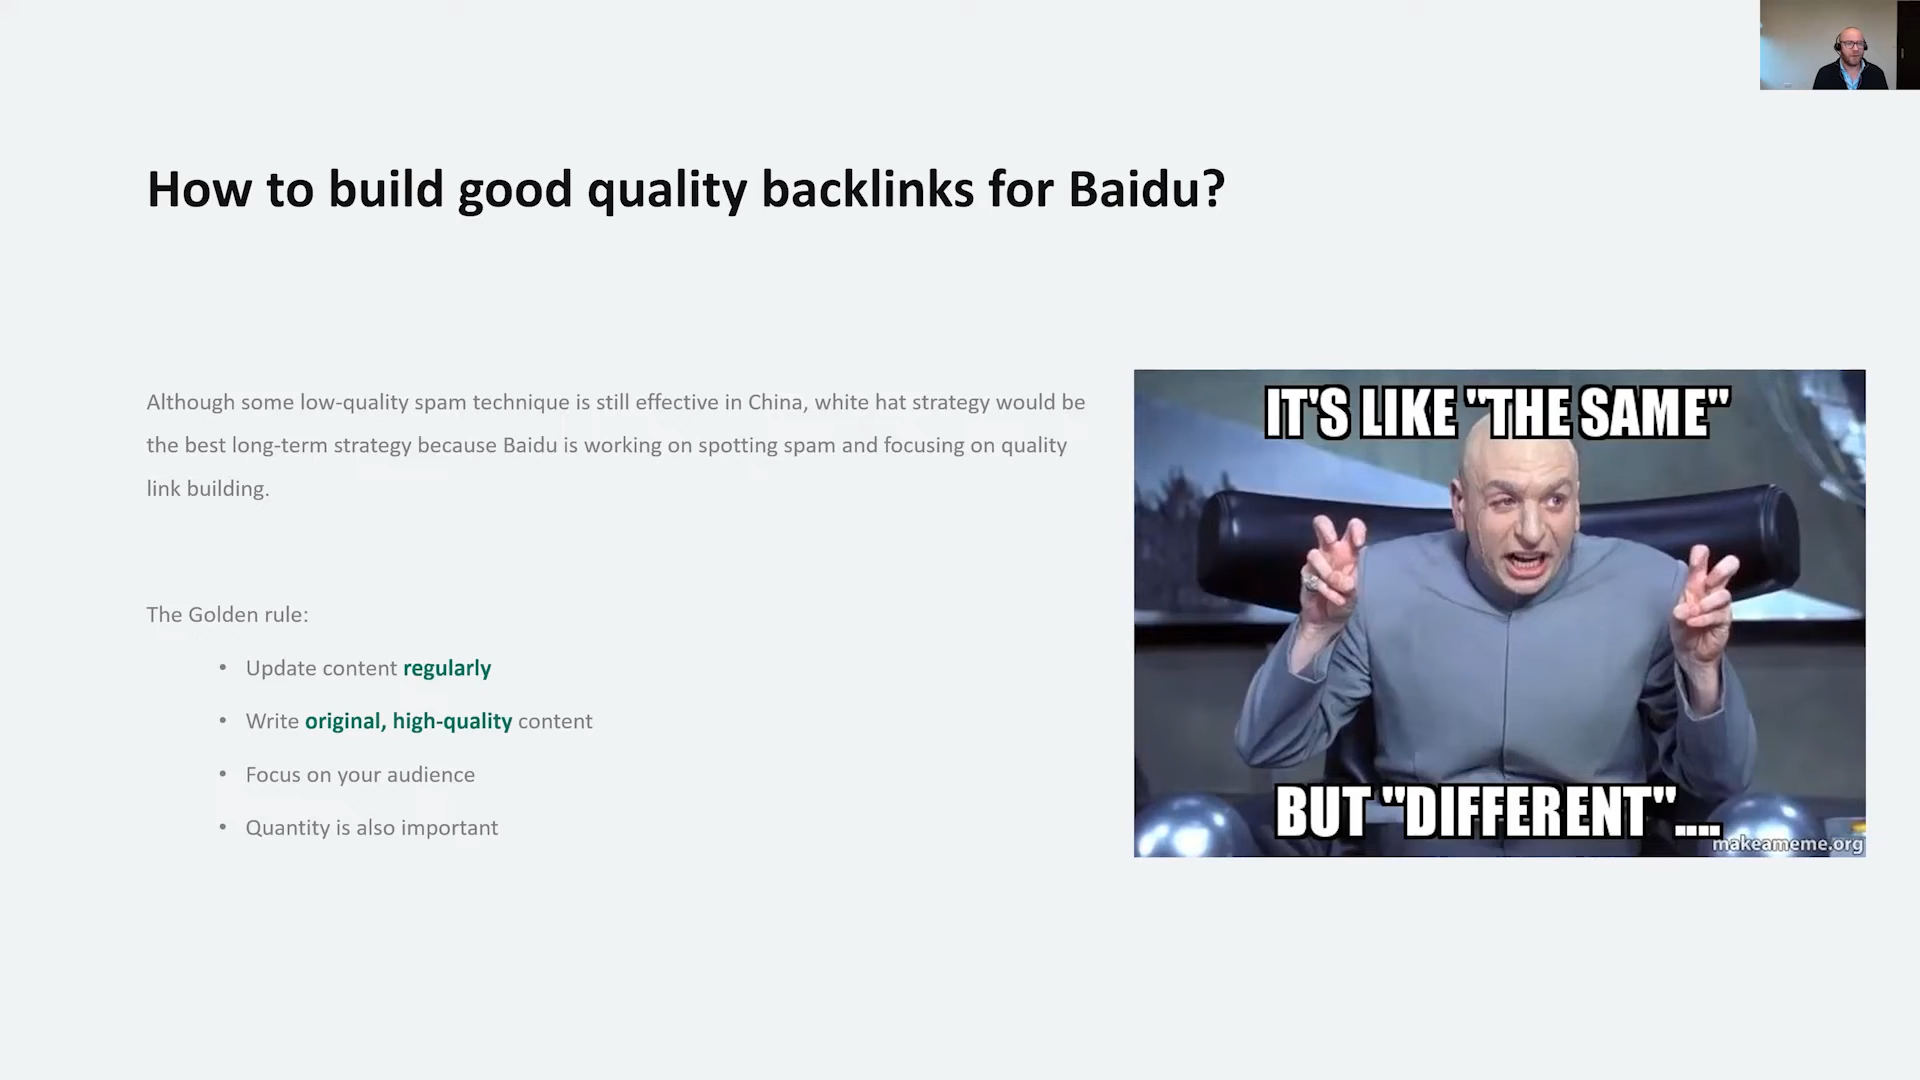 How to build good quality backlinks for Baidu?
Although some low-quality spam technique is still effective in China, white hat strategy would be
the best long-term strategy because Baidu is working on spotting spam and focusing on quality
link building.
The Golden rule:
• Update content regularly
• Write original, high-quality content
• Focus on your audience
• Quantity is also important
IT'S LIKE "THE SAME"
BUT "DIFFERENT"....
makeameme.org